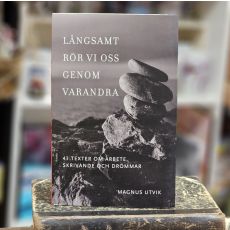 LÅNGSAMT
RÖR VI OSS
GENOM
VARANDRA
41 TEXTER OM ARBETE,
SKRIVANDE OCH DRÖMMAR
MAGNUS UTVIK